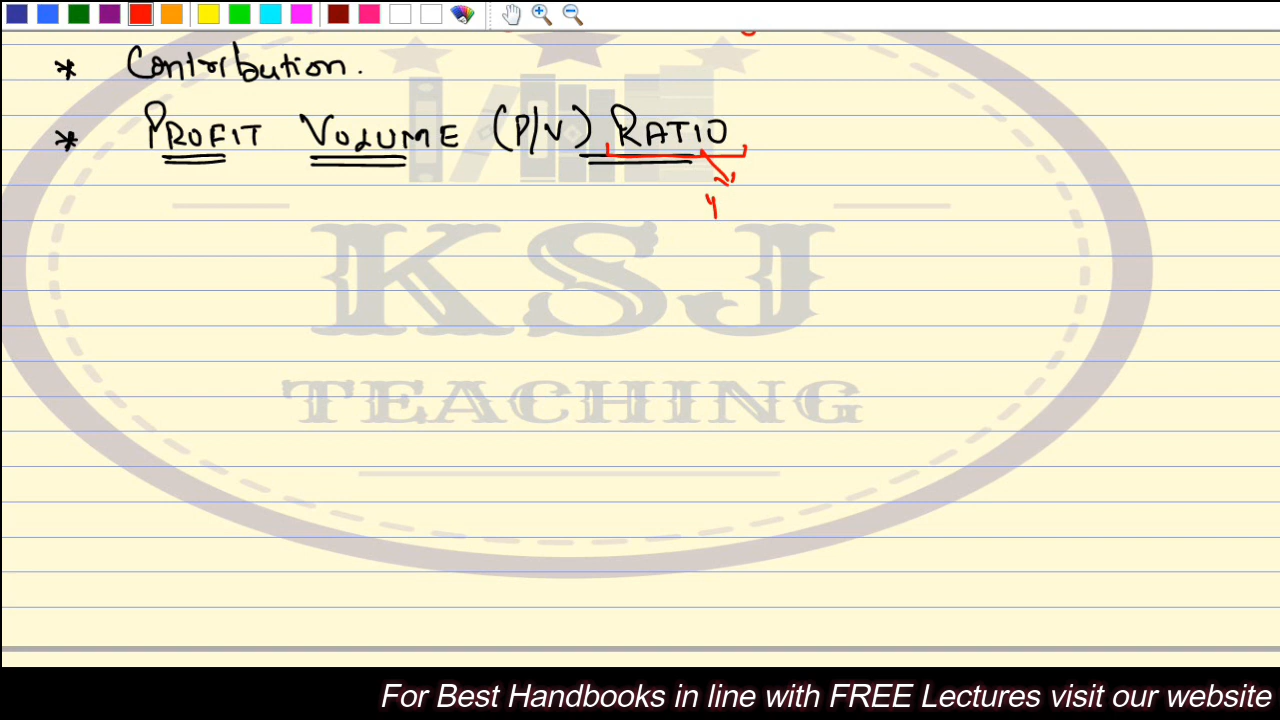 * Contribution.
* PROFIT VOLUME (P/V) RATIO
KSJ
TEACHING
For Best Handbooks in line with FREE Lectures visit our website